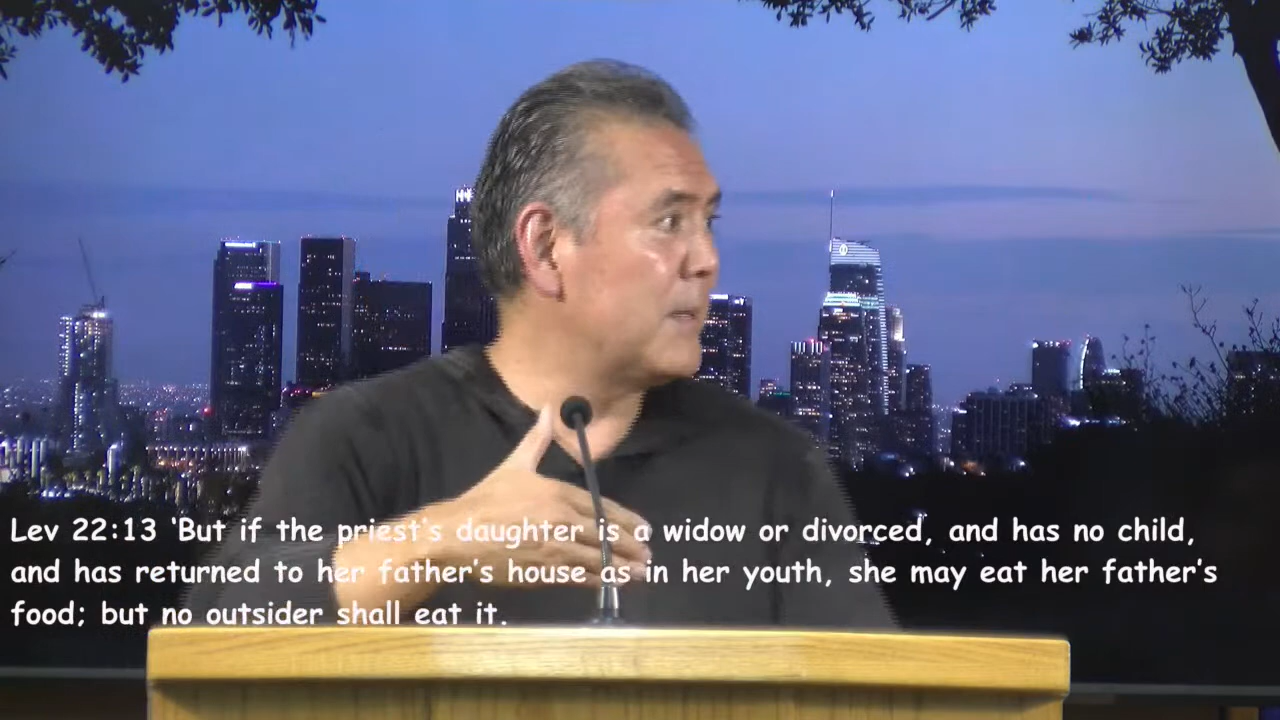 Lev 22:13 ‘But if the priest’s daughter is a widow or divorced, and has no child,
and has returned to her father’s house as in her youth, she may eat her father’s
food; but no outsider shall eat it.